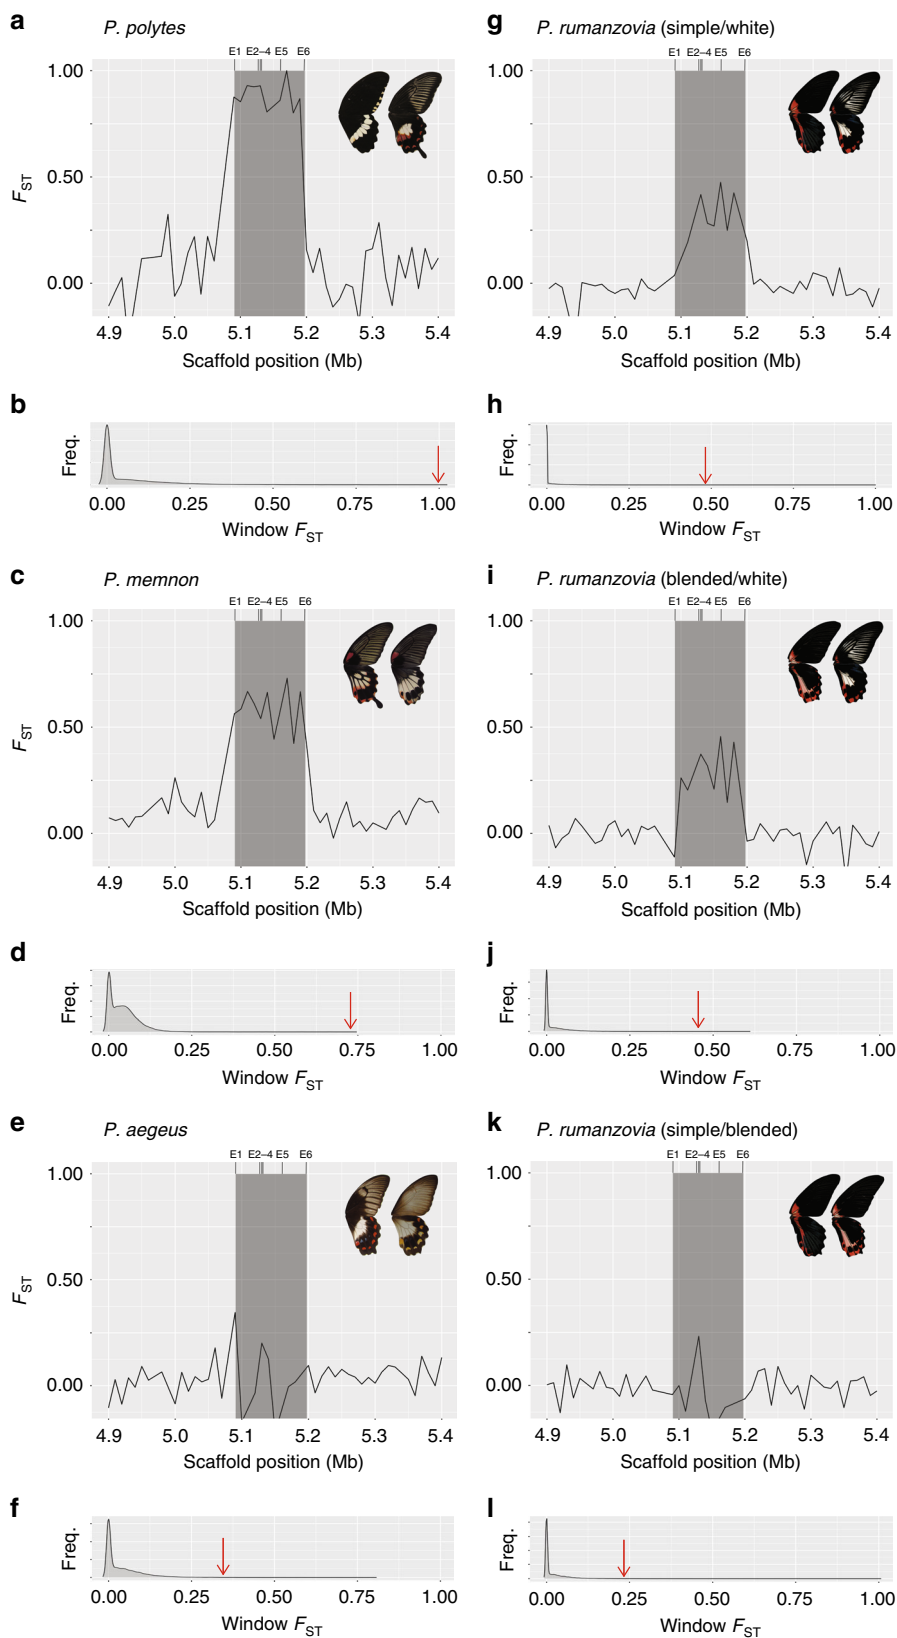 a
P. polytes
E1 E2–4 E5 E6
1.00
0.50
0.00
FST
4.9 5.0 5.1 5.2 5.3 5.4
Scaffold position (Mb)
b
Freq.
0.00 0.25 0.50 0.75 1.00
Window FST
c
P. memnon
E1 E2–4 E5 E6
1.00
0.50
0.00
FST
4.9 5.0 5.1 5.2 5.3 5.4
Scaffold position (Mb)
d
Freq.
0.00 0.25 0.50 0.75 1.00
Window FST
e
P. aegeus
E1 E2–4 E5 E6
1.00
0.50
0.00
FST
4.9 5.0 5.1 5.2 5.3 5.4
Scaffold position (Mb)
f
Freq.
0.00 0.25 0.50 0.75 1.00
Window FST
g
P. rumanzovia (simple/white)
E1 E2–4 E5 E6
1.00
0.50
0.00
4.9 5.0 5.1 5.2 5.3 5.4
Scaffold position (Mb)
h
Freq.
0.00 0.25 0.50 0.75 1.00
Window FST
i
P. rumanzovia (blended/white)
E1 E2–4 E5 E6
1.00
0.50
0.00
4.9 5.0 5.1 5.2 5.3 5.4
Scaffold position (Mb)
j
Freq.
0.00 0.25 0.50 0.75 1.00
Window FST
k
P. rumanzovia (simple/blended)
E1 E2–4 E5 E6
1.00
0.50
0.00
4.9 5.0 5.1 5.2 5.3 5.4
Scaffold position (Mb)
l
Freq.
0.00 0.25 0.50 0.75 1.00
Window FST